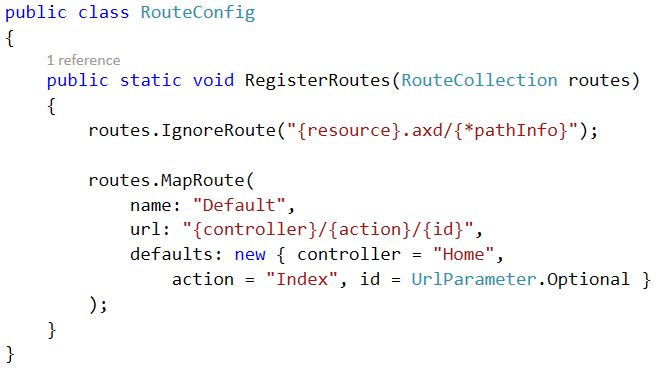 public class RouteConfig
{
1 reference
public static void RegisterRoutes(RouteCollection routes)
{
routes.IgnoreRoute("{resource}.axd/{*pathInfo}");
routes.MapRoute(
name: "Default",
url: "{controller}/{action}/{id}",
defaults: new { controller = "Home",
action = "Index", id = UrlParameter.Optional }
);
}
}